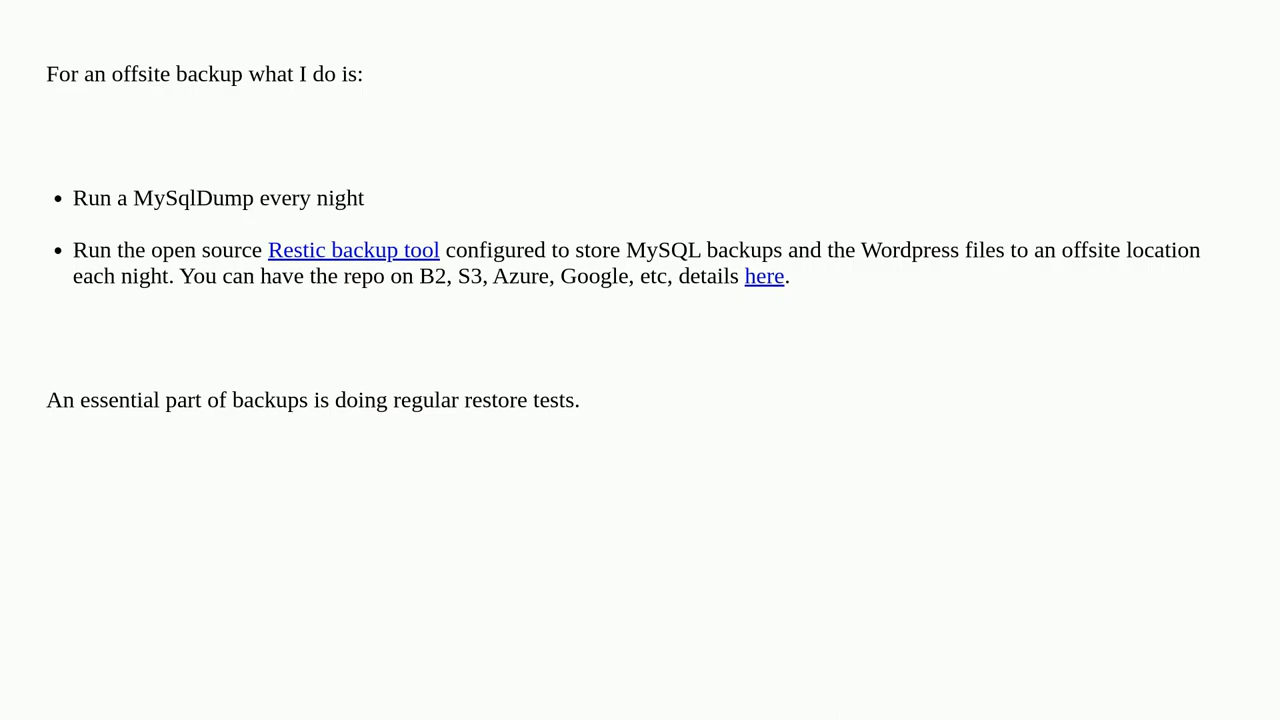 For an offsite backup what I do is:
• Run a MySqlDump every night
• Run the open source Restic backup tool configured to store MySQL backups and the Wordpress files to an offsite location
each night. You can have the repo on B2, S3, Azure, Google, etc, details here.
An essential part of backups is doing regular restore tests.